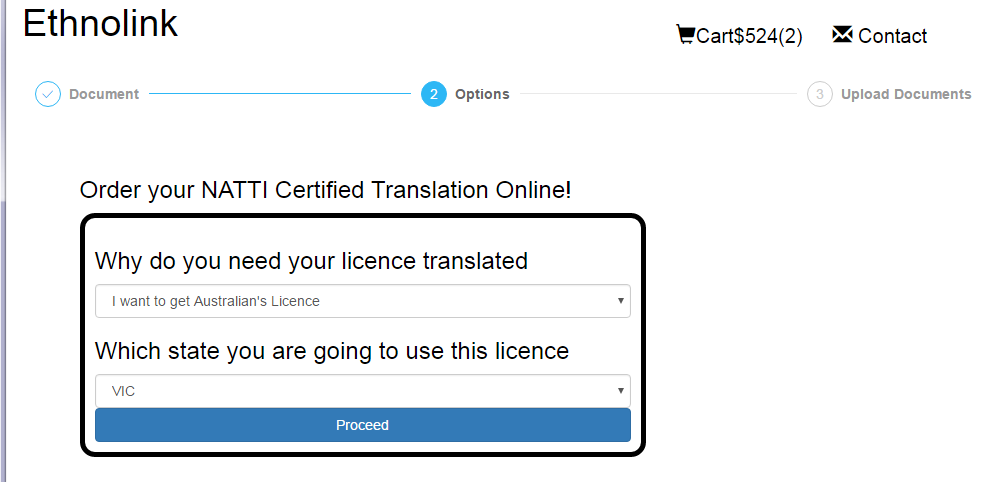 Ethnolink
Cart$524(2) Contact
Document 2 Options 3 Upload Documents
Order your NATTI Certified Translation Online!
Why do you need your licence translated
I want to get Australian's Licence
Which state you are going to use this licence
VIC
Proceed